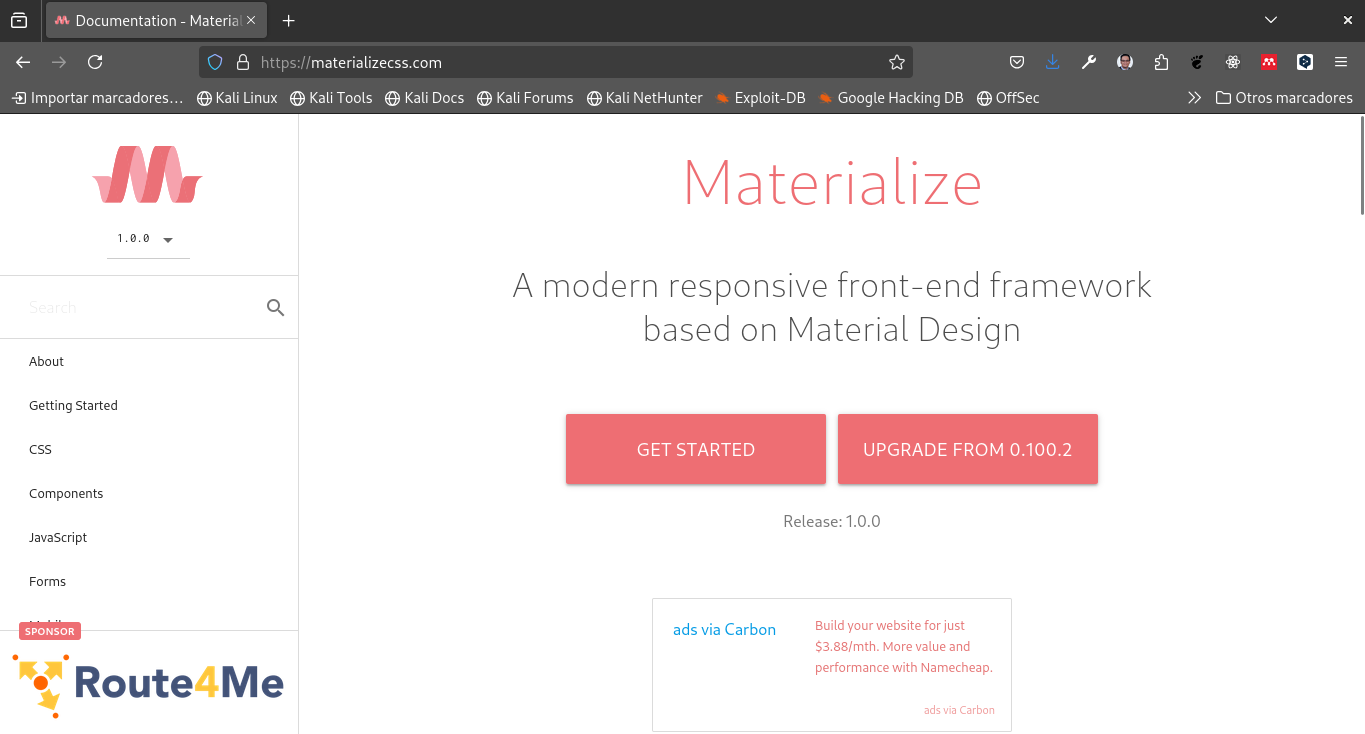 Documentation - Material
https://materializecss.com
Importar marcadores… Kali Linux Kali Tools Kali Docs Kali Forums Kali NetHunter Exploit-DB Google Hacking DB OffSec Otros marcadores
1.0.0
Search
About
Getting Started
CSS
Components
JavaScript
Forms
SPONSOR
Route4Me
Materialize
A modern responsive front-end framework
based on Material Design
GET STARTED UPGRADE FROM 0.100.2
Release: 1.0.0
ads via Carbon
Build your website for just
$3.88/mth. More value and
performance with Namecheap.
ads via Carbon